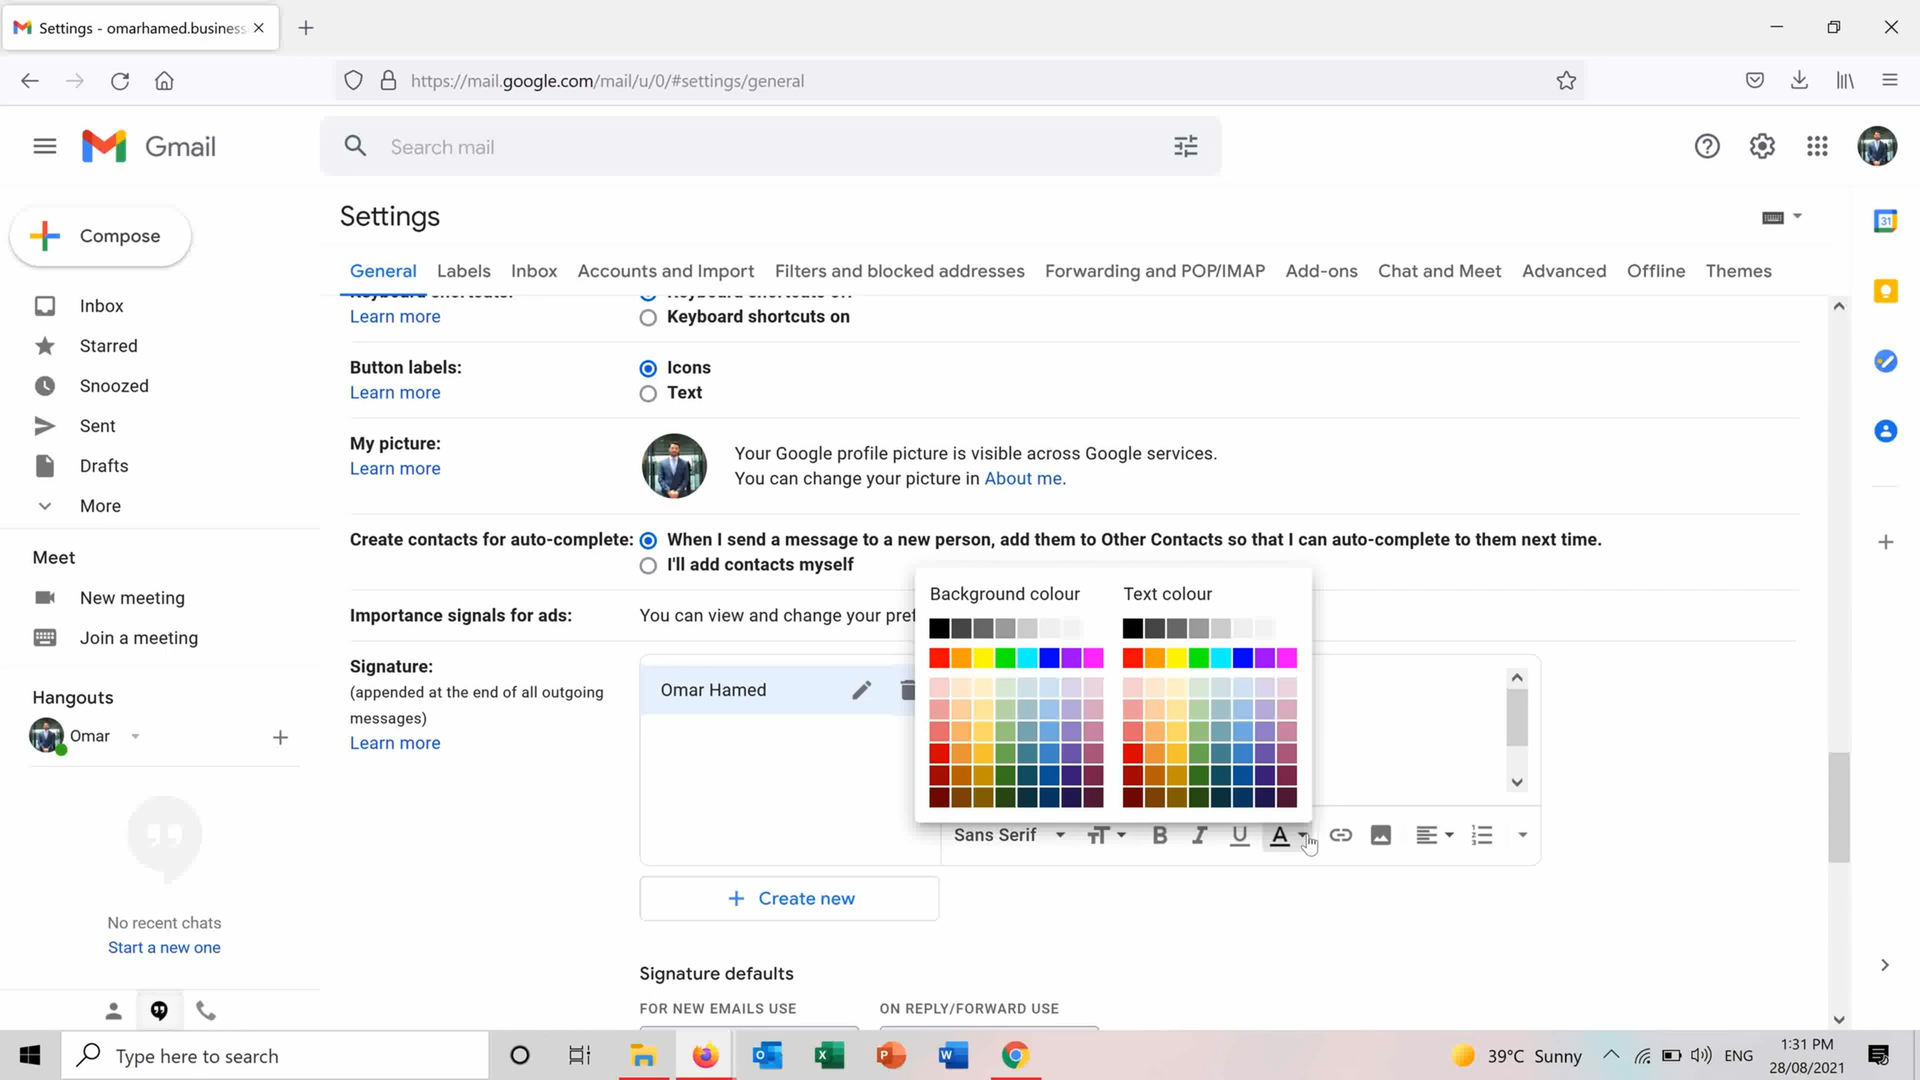 Settings - omarhamed.business
https://mail.google.com/mail/u/0/#settings/general
Gmail
Search mail
Compose
Inbox
Starred
Snoozed
Sent
Drafts
More
Meet
New meeting
Join a meeting
Hangouts
Omar
No recent chats
Start a new one
Settings
General Labels Inbox Accounts and Import Filters and blocked addresses Forwarding and POP/IMAP Add-ons Chat and Meet Advanced Offline Themes
Learn more
Keyboard shortcuts on
Button labels:
Learn more
Icons
Text
My picture:
Learn more
Your Google profile picture is visible across Google services.
You can change your picture in About me.
Create contacts for auto-complete:
When I send a message to a new person, add them to Other Contacts so that I can auto-complete to them next time.
I'll add contacts myself
Importance signals for ads:
You can view and change your pref
Signature:
(appended at the end of all outgoing
messages)
Learn more
Omar Hamed
Background colour
Text colour
Sans Serif
Create new
Signature defaults
FOR NEW EMAILS USE
ON REPLY/FORWARD USE
31
Type here to search
39°C Sunny
ENG
1:31 PM
28/08/2021